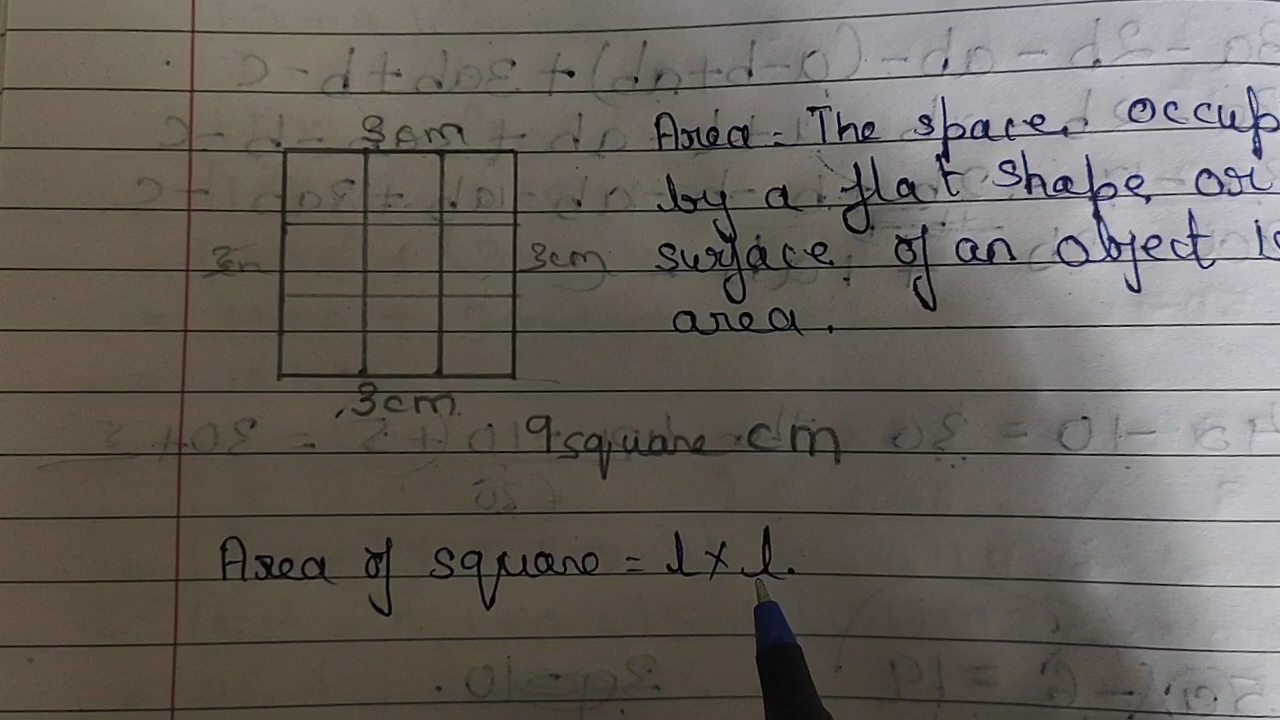 3cm
Area - The space occup
by a flat shape or
3cm
surface of an object is
area.
3cm
9 square cm
Area of square = l × l.